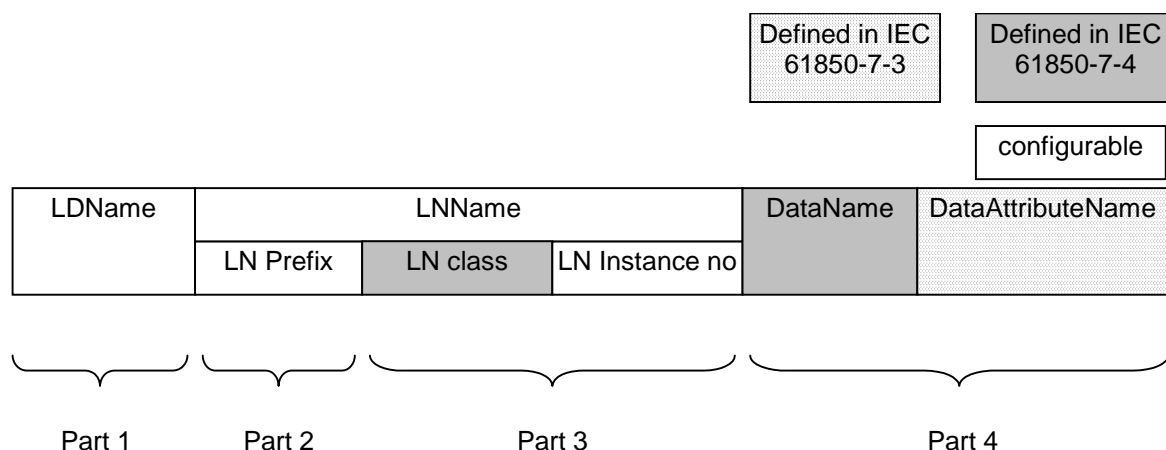 Defined in IEC
61850-7-3
Defined in IEC
61850-7-4
configurable
LDName
LNName
DataName
DataAttributeName
LN Prefix
LN class
LN Instance no
Part 1
Part 2
Part 3
Part 4